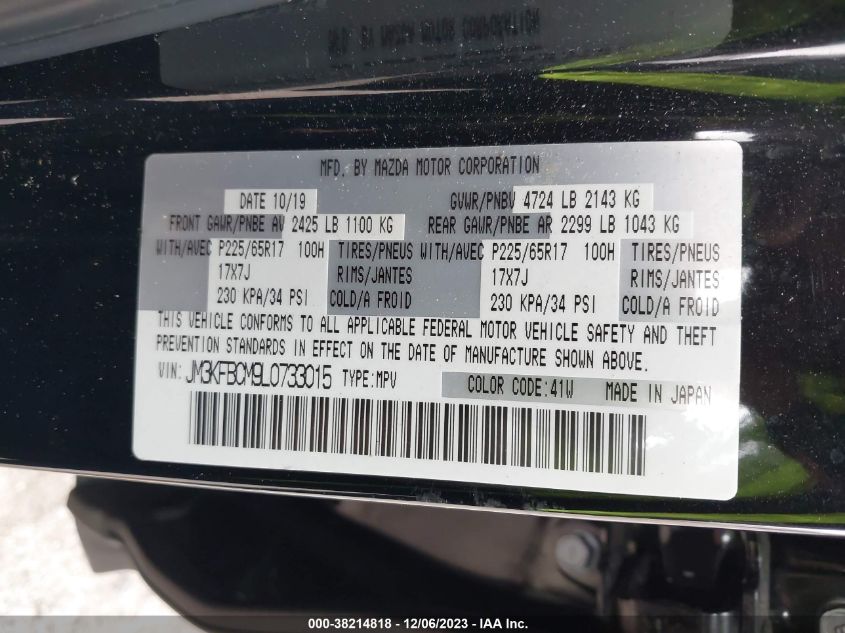 MFD. BY MAZDA MOTOR CORPORATION
DATE 10/19 GVWR/PNBV 4724 LB 2143 KG
FRONT GAWR/PNBE AV 2425 LB 1100 KG REAR GAWR/PNBE AR 2299 LB 1043 KG
WITH/AVEC P225/65R17 100H TIRES/PNEUS WITH/AVEC P225/65R17 100H TIRES/PNEUS
17X7J RIMS/JANTES 17X7J RIMS/JANTES
230 KPA/34 PSI COLD/A FROID 230 KPA/34 PSI COLD/A FROID
THIS VEHICLE CONFORMS TO ALL APPLICABLE FEDERAL MOTOR VEHICLE SAFETY AND THEFT
PREVENTION STANDARDS IN EFFECT ON THE DATE OF MANUFACTURE SHOWN ABOVE.
VIN: JM3KFBCM9L0733015 TYPE:MPV
COLOR CODE:41W MADE IN JAPAN
000-38214818 - 12/06/2023 - IAA Inc.